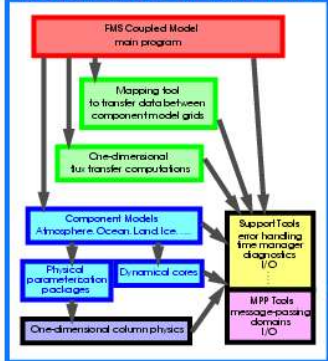 FMS Coupled Model
main program
Mapping tool
to transfer data between
component model grids
One-dimensional
flux transfer computations
Component Models
Atmosphere. Ocean. Land. Ice. ....
Physical
parameterisation
packages
Dynamical cores
One-dimensional column physics
Support Tools
error handling
time manager
diagnostics
I/O
MPP Tools
message-passing
domains
I/O